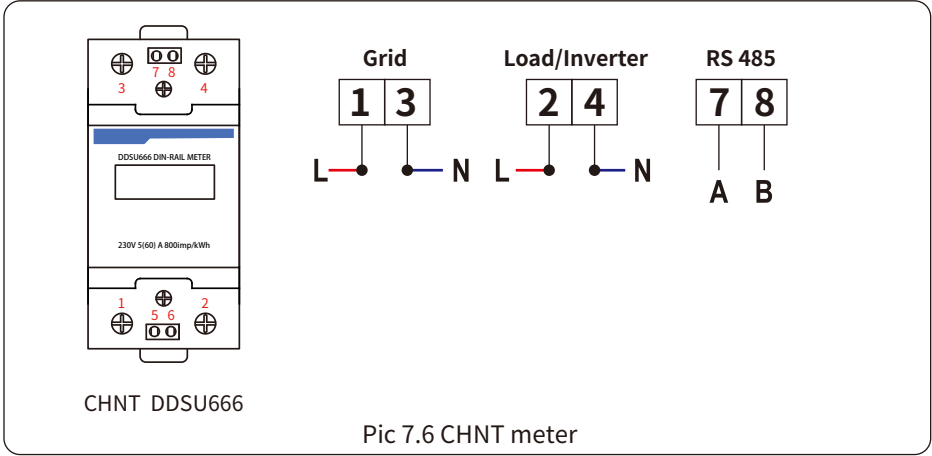 7 8
3 4
DDSU666 DIN-RAIL METER
230V 5(60) A 800imp/kWh
1 2
5 6
CHNT DDSU666
Grid
1 3
L N
Load/Inverter
2 4
L N
RS 485
7 8
A B
Pic 7.6 CHNT meter